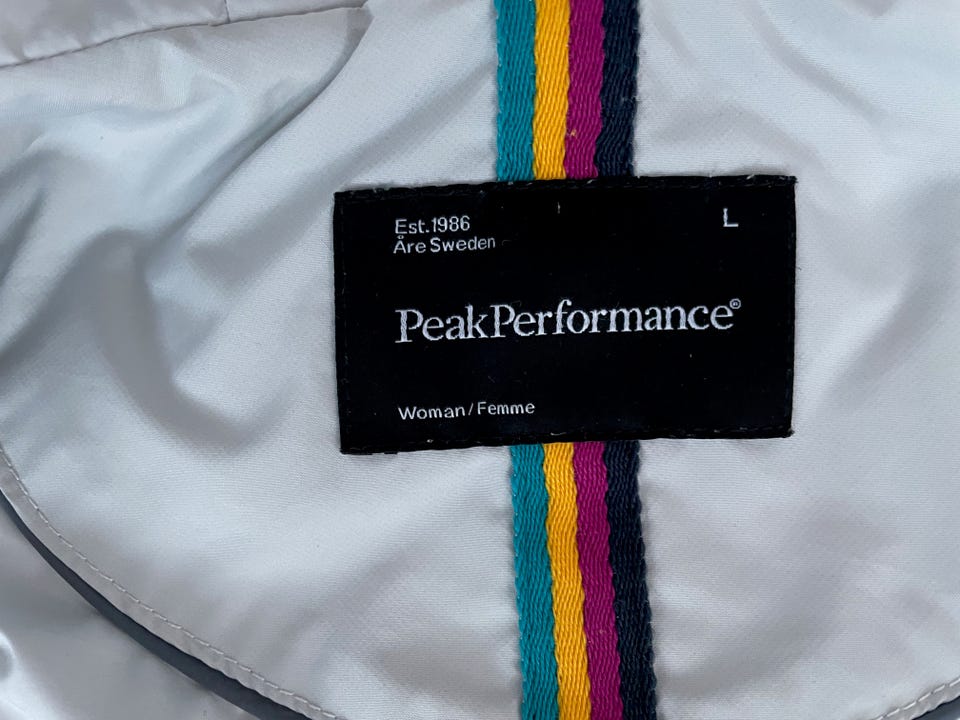 Est.1986
L
Åre Sweden
PeakPerformance®
Woman/Femme